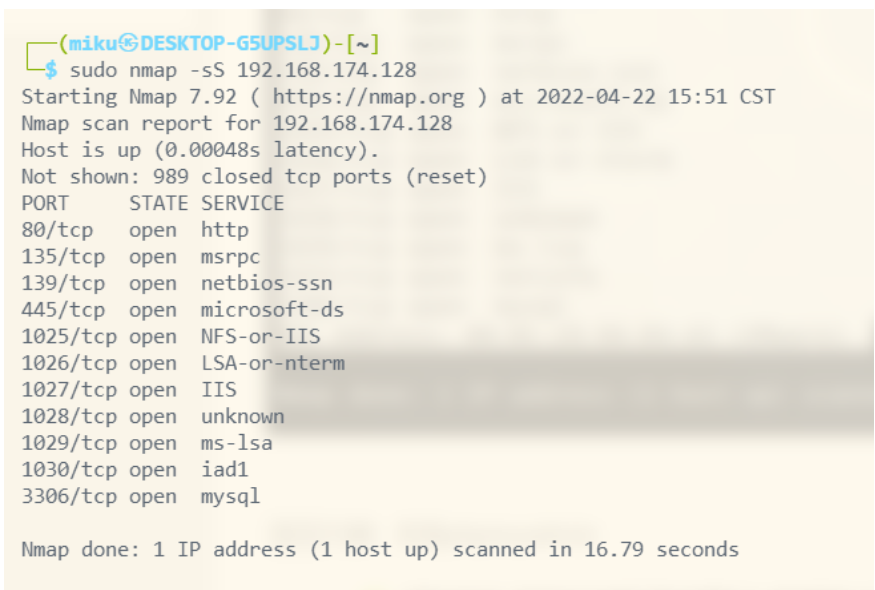 ┌──(miku㉿DESKTOP-G5UPSLJ)-[~]
└─$ sudo nmap -sS 192.168.174.128
Starting Nmap 7.92 ( https://nmap.org ) at 2022-04-22 15:51 CST
Nmap scan report for 192.168.174.128
Host is up (0.00048s latency).
Not shown: 989 closed tcp ports (reset)
PORT     STATE SERVICE
80/tcp   open  http
135/tcp  open  msrpc
139/tcp  open  netbios-ssn
445/tcp  open  microsoft-ds
1025/tcp open  NFS-or-IIS
1026/tcp open  LSA-or-nterm
1027/tcp open  IIS
1028/tcp open  unknown
1029/tcp open  ms-lsa
1030/tcp open  iad1
3306/tcp open  mysql
Nmap done: 1 IP address (1 host up) scanned in 16.79 seconds